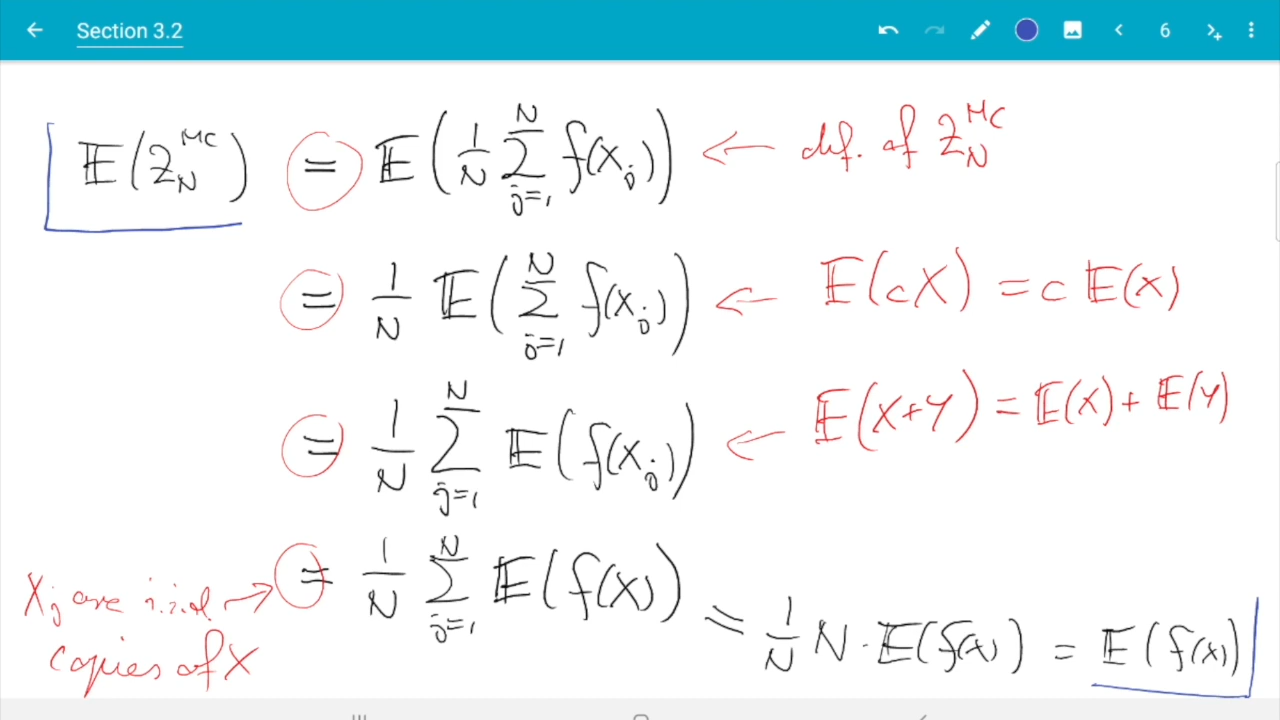 Section 3.2
6
𝔼(Z_N^{MC}) = 𝔼(1/N ∑_{j=1}^{N} f(X_j)) ← def. of Z_N^{MC}
= 1/N 𝔼(∑_{j=1}^{N} f(X_j)) ← 𝔼(cX) = c 𝔼(X)
= 1/N ∑_{j=1}^{N} 𝔼(f(X_j)) ← 𝔼(X+Y) = 𝔼(X) + 𝔼(Y)
X_j are i.i.d → = 1/N ∑_{j=1}^{N} 𝔼(f(X)) = 1/N N · 𝔼(f(X)) = 𝔼(f(X))
copies of X